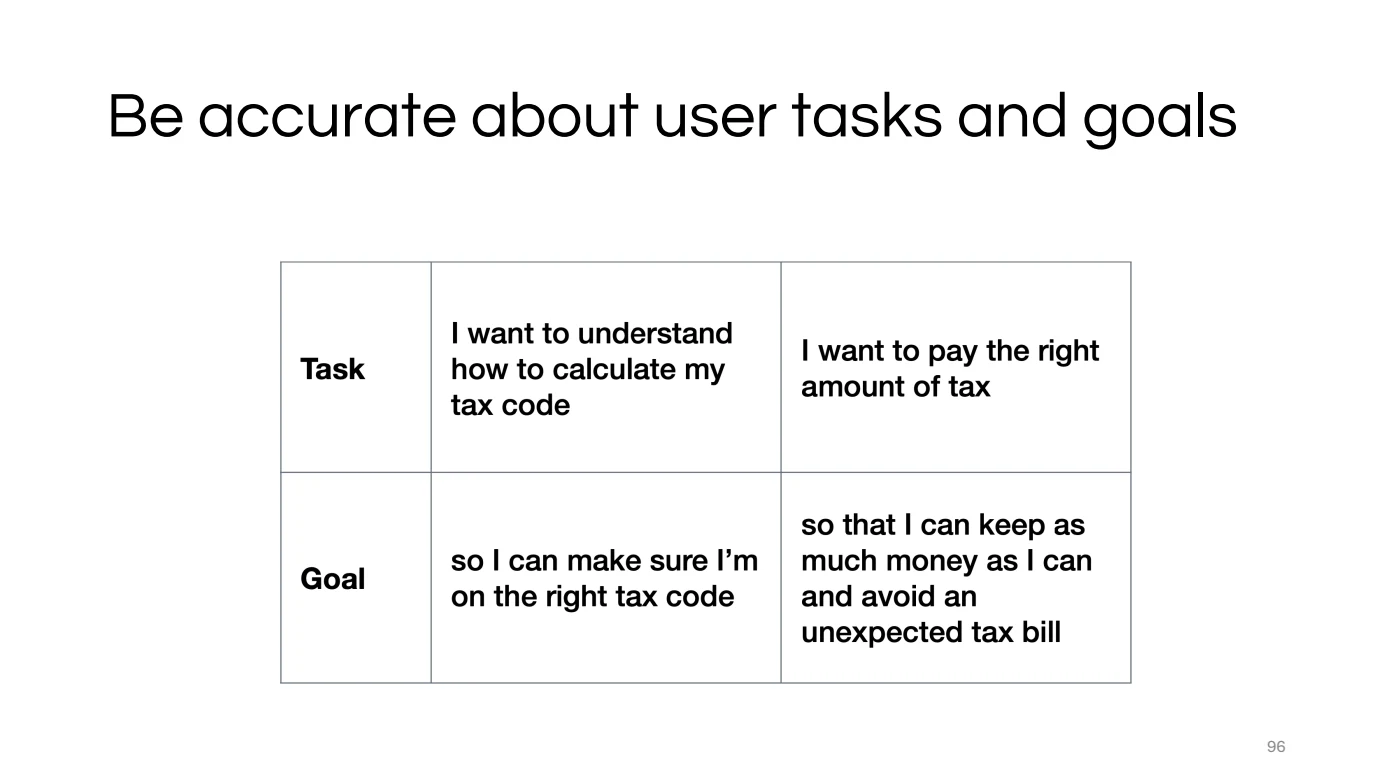 Be accurate about user tasks and goals
Task
I want to understand
how to calculate my
tax code
I want to pay the right
amount of tax
Goal
so I can make sure I’m
on the right tax code
so that I can keep as
much money as I can
and avoid an
unexpected tax bill
96